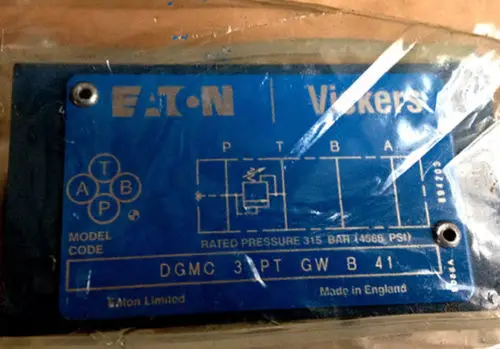 EATON Vickers
P T B A
T
A B
P
MODEL
CODE
RATED PRESSURE 315 BAR (4568 PSI)
DGMC 3 PT GW B 41
Eaton Limited Made in England
694203